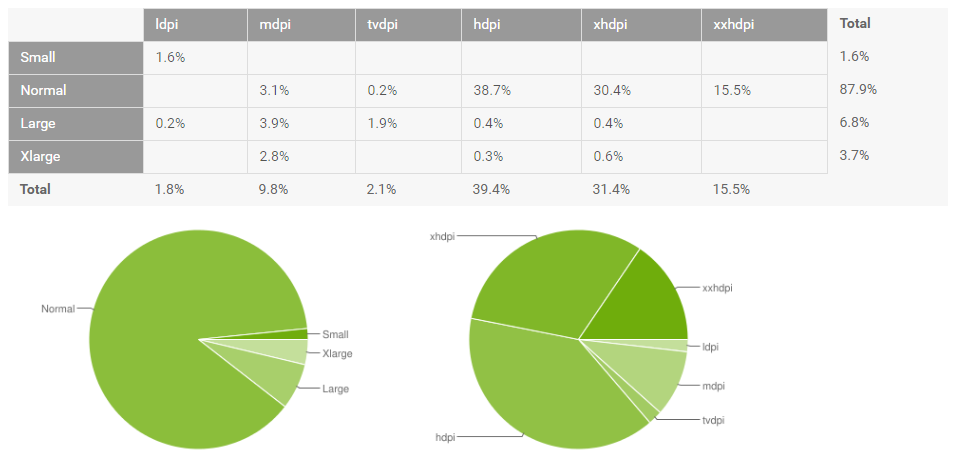 ldpi mdpi tvdpi hdpi xhdpi xxhdpi Total
Small 1.6% 1.6%
Normal 3.1% 0.2% 38.7% 30.4% 15.5% 87.9%
Large 0.2% 3.9% 1.9% 0.4% 0.4% 6.8%
Xlarge 2.8% 0.3% 0.6% 3.7%
Total 1.8% 9.8% 2.1% 39.4% 31.4% 15.5%
Normal
Small
Xlarge
Large
xhdpi
xxhdpi
ldpi
mdpi
tvdpi
hdpi